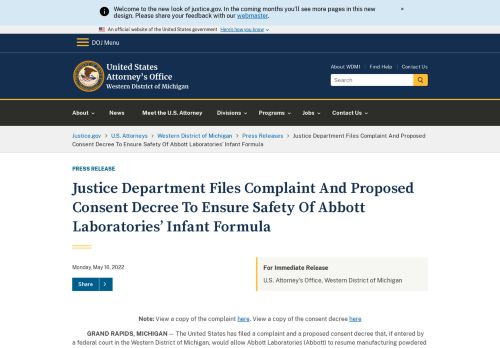 Welcome to the new look of justice.gov. In the coming months you'll see more pages in this new
design. Please share your feedback with our webmaster.
×
An official website of the United States government Here's how you know
DOJ Menu
United States
Attorney's Office
Western District of Michigan
About WDMI Find Help Contact Us
Search
About News Meet the U.S. Attorney Divisions Programs Jobs Contact Us
Justice.gov › U.S. Attorneys › Western District of Michigan › Press Releases › Justice Department Files Complaint And Proposed
Consent Decree To Ensure Safety Of Abbott Laboratories' Infant Formula
PRESS RELEASE
Justice Department Files Complaint And Proposed
Consent Decree To Ensure Safety Of Abbott
Laboratories' Infant Formula
Monday, May 16, 2022
Share
For Immediate Release
U.S. Attorney's Office, Western District of Michigan
Note: View a copy of the complaint here. View a copy of the consent decree here
GRAND RAPIDS, MICHIGAN — The United States has filed a complaint and a proposed consent decree that, if entered
by a federal court in the Western District of Michigan, would allow Abbott Laboratories (Abbott) to resume manufacturing powdered